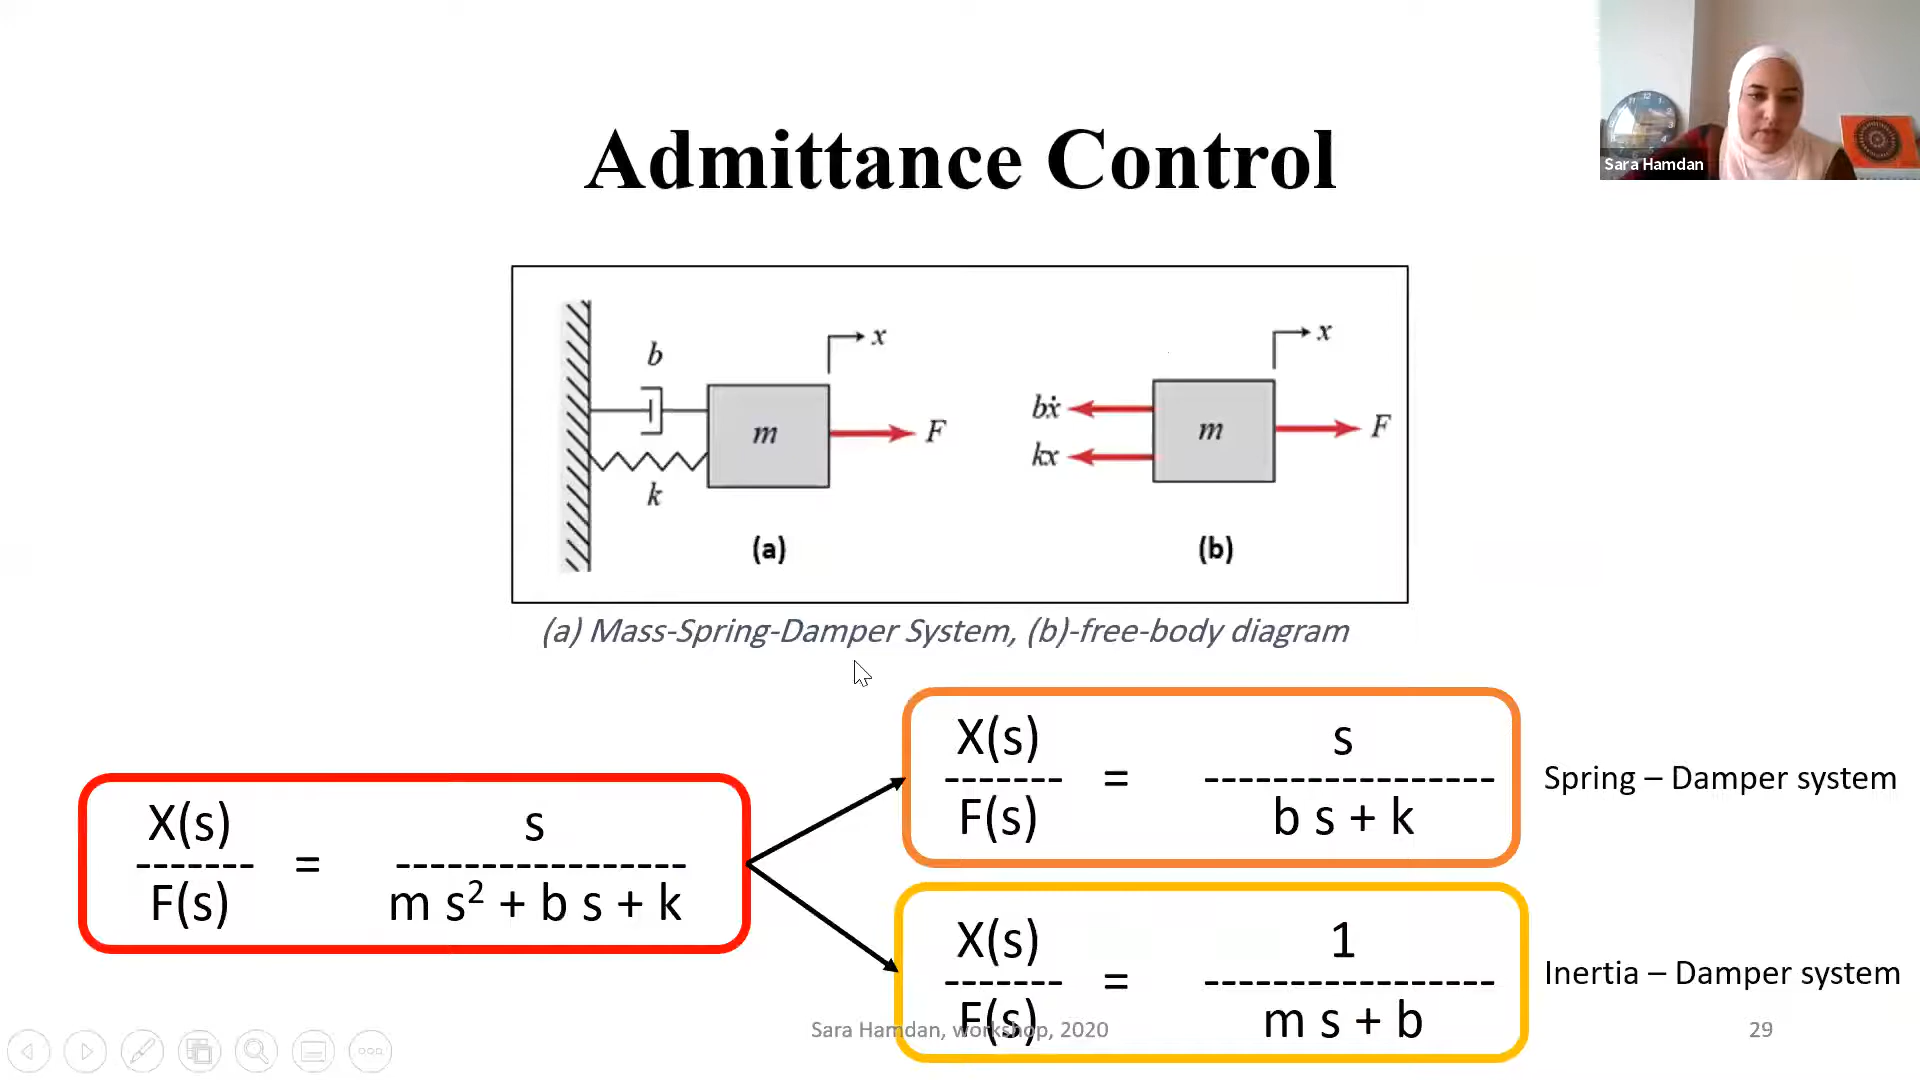 Admittance Control
Sara Hamdan
b
x
m
F
k
(a)
x
bẋ
kx
m
F
(b)
(a) Mass-Spring-Damper System, (b)-free-body diagram
X(s)
-------
F(s)
=
s
-----------------
m s² + b s + k
X(s)
-------
F(s)
=
s
-----------------
b s + k
Spring – Damper system
X(s)
-------
F(s)
=
1
-----------------
m s + b
Inertia – Damper system
Sara Hamdan, workshop, 2020
29